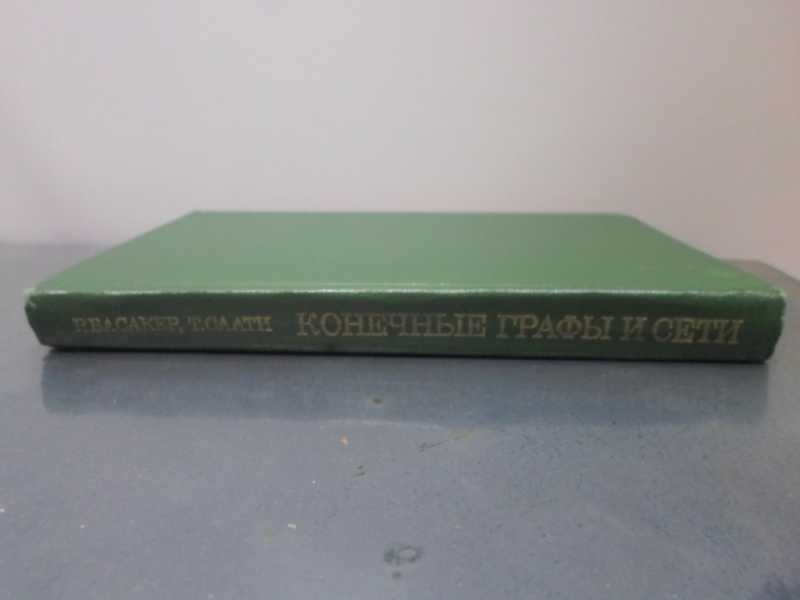 Р. БАСАКЕР, Т. СААТИ КОНЕЧНЫЕ ГРАФЫ И СЕТИ